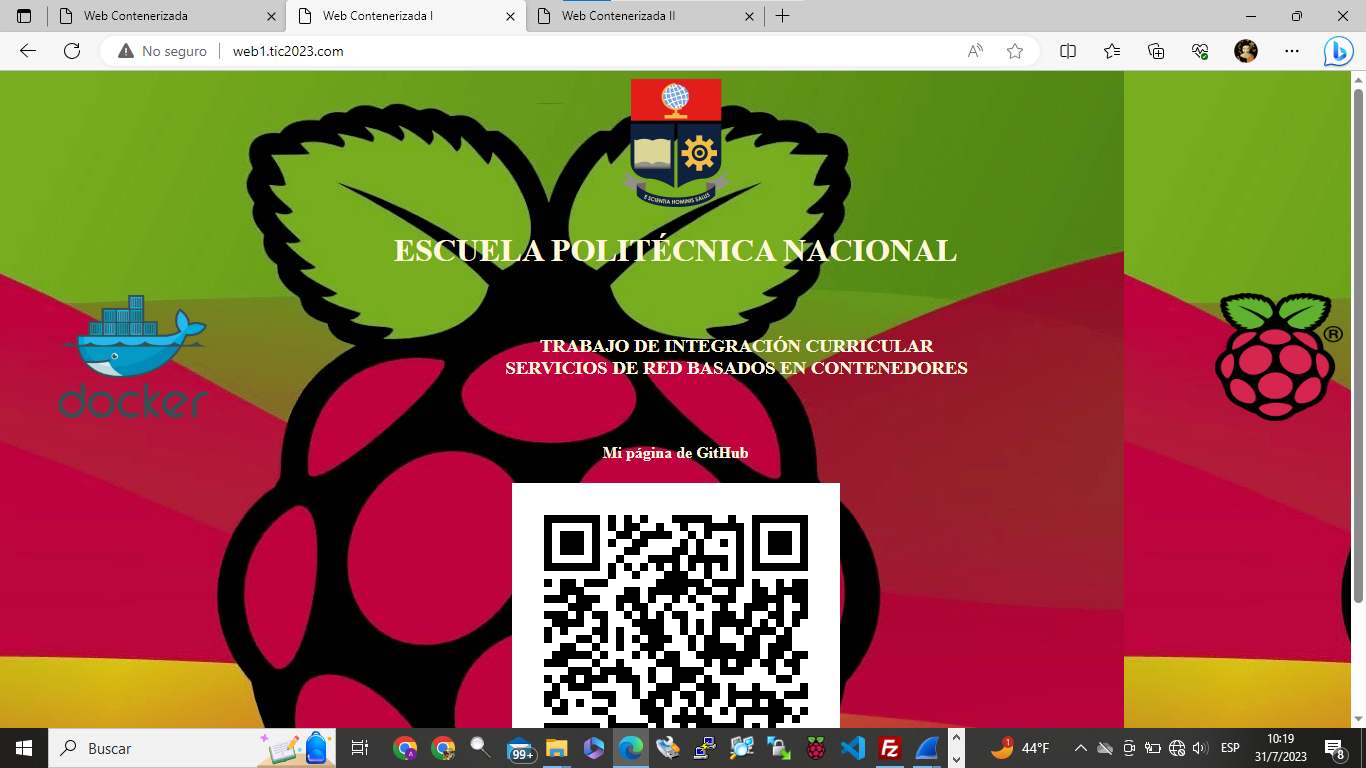 Web Contenerizada
Web Contenerizada I
Web Contenerizada II
No seguro
web1.tic2023.com
E SCIENTIA HOMINIS SALUS
ESCUELA POLITÉCNICA NACIONAL
docker
®
TRABAJO DE INTEGRACIÓN CURRICULAR
SERVICIOS DE RED BASADOS EN CONTENEDORES
Mi página de GitHub
Buscar
99+
1
44°F
ESP
10:19
31/7/2023
8